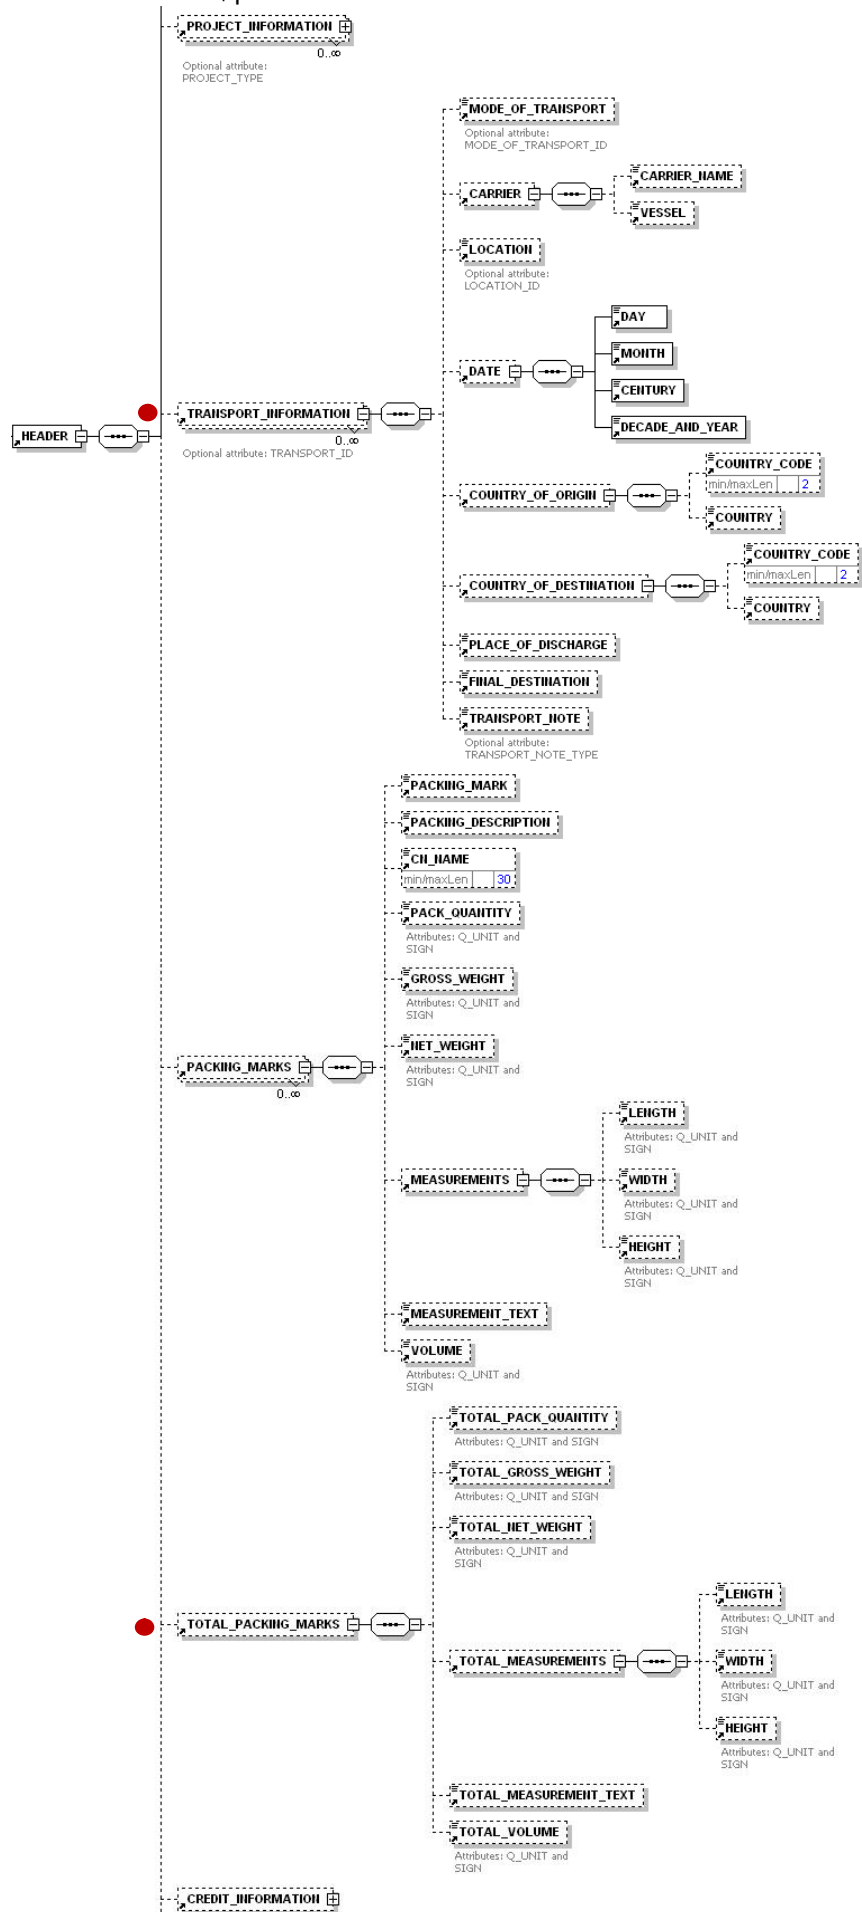 PROJECT_INFORMATION
0..∞
Optional attribute:
PROJECT_TYPE
MODE_OF_TRANSPORT
Optional attribute:
MODE_OF_TRANSPORT_ID
CARRIER
CARRIER_NAME
VESSEL
LOCATION
Optional attribute:
LOCATION_ID
DATE
DAY
MONTH
CENTURY
DECADE_AND_YEAR
HEADER
TRANSPORT_INFORMATION
0..∞
Optional attribute: TRANSPORT_ID
COUNTRY_OF_ORIGIN
COUNTRY_CODE
min/maxLen 2
COUNTRY
COUNTRY_OF_DESTINATION
COUNTRY_CODE
min/maxLen 2
COUNTRY
PLACE_OF_DISCHARGE
FINAL_DESTINATION
TRANSPORT_NOTE
Optional attribute:
TRANSPORT_NOTE_TYPE
PACKING_MARK
PACKING_DESCRIPTION
CN_NAME
min/maxLen 30
PACK_QUANTITY
Attributes: Q_UNIT and
SIGN
GROSS_WEIGHT
Attributes: Q_UNIT and
SIGN
NET_WEIGHT
Attributes: Q_UNIT and
SIGN
PACKING_MARKS
0..∞
MEASUREMENTS
LENGTH
Attributes: Q_UNIT and
SIGN
WIDTH
Attributes: Q_UNIT and
SIGN
HEIGHT
Attributes: Q_UNIT and
SIGN
MEASUREMENT_TEXT
VOLUME
Attributes: Q_UNIT and
SIGN
TOTAL_PACK_QUANTITY
Attributes: Q_UNIT and SIGN
TOTAL_GROSS_WEIGHT
Attributes: Q_UNIT and SIGN
TOTAL_NET_WEIGHT
Attributes: Q_UNIT and
SIGN
TOTAL_PACKING_MARKS
TOTAL_MEASUREMENTS
LENGTH
Attributes: Q_UNIT and
SIGN
WIDTH
Attributes: Q_UNIT and
SIGN
HEIGHT
Attributes: Q_UNIT and
SIGN
TOTAL_MEASUREMENT_TEXT
TOTAL_VOLUME
Attributes: Q_UNIT and
SIGN
CREDIT_INFORMATION